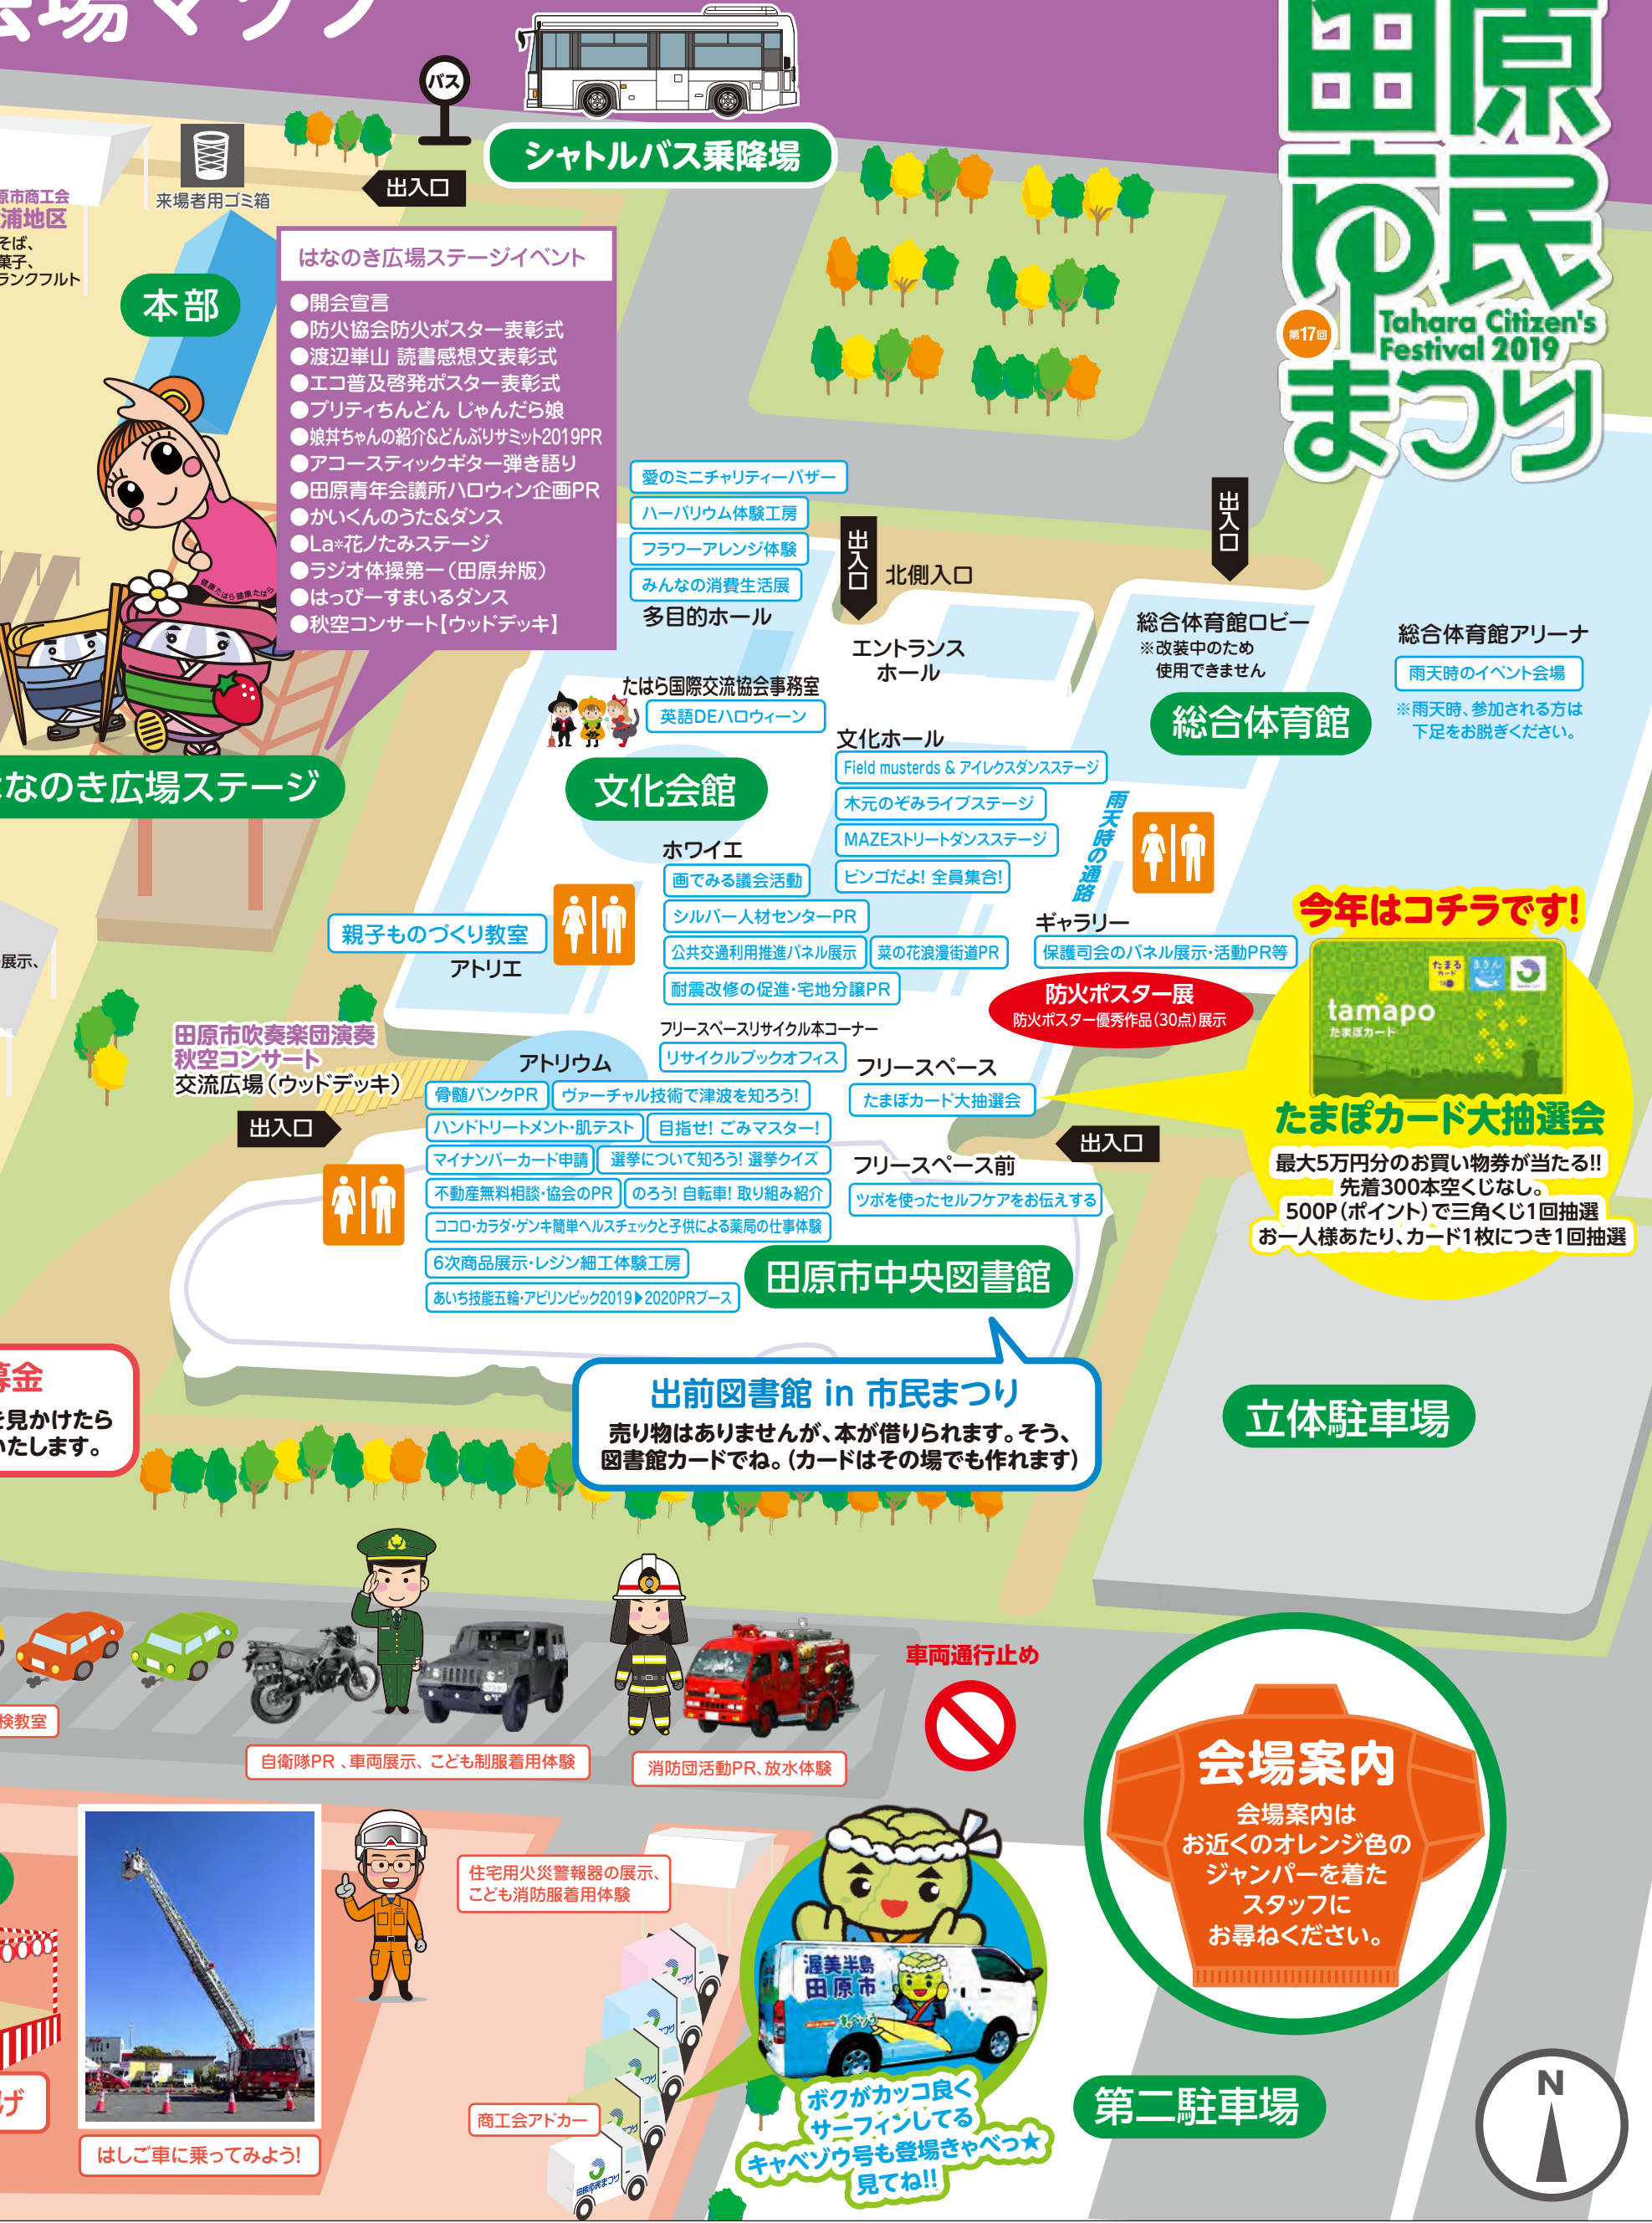 会場マップ
田原
市民
まつり
第17回
Tahara Citizen's
Festival 2019
バス
シャトルバス乗降場
出入口
来場者用ゴミ箱
原市商工会
浦地区
そば、
菓子、
ランクフルト
本部
はなのき広場ステージイベント
●開会宣言
●防火協会防火ポスター表彰式
●渡辺崋山 読書感想文表彰式
●エコ普及啓発ポスター表彰式
●プリティちんどん じゃんだら娘
●娘丼ちゃんの紹介&どんぶりサミット2019PR
●アコースティックギター弾き語り
●田原青年会議所ハロウィン企画PR
●かいくんのうた&ダンス
●La*花ノたみステージ
●ラジオ体操第一(田原弁版)
●はっぴーすまいるダンス
●秋空コンサート【ウッドデッキ】
健康たはら健康たはら
なのき広場ステージ
愛のミニチャリティーバザー
ハーバリウム体験工房
フラワーアレンジ体験
みんなの消費生活展
多目的ホール
出入口
北側入口
エントランス
ホール
出入口
総合体育館ロビー
※改装中のため
使用できません
総合体育館
総合体育館アリーナ
雨天時のイベント会場
※雨天時、参加される方は
下足をお脱ぎください。
たはら国際交流協会事務室
英語DEハロウィーン
文化会館
文化ホール
Field musterds & アイレクスダンスステージ
木元のぞみライブステージ
MAZEストリートダンスステージ
ビンゴだよ! 全員集合!
雨天時の通路
ホワイエ
画でみる議会活動
シルバー人材センターPR
公共交通利用推進パネル展示
菜の花浪漫街道PR
耐震改修の促進・宅地分譲PR
親子ものづくり教室
アトリエ
ギャラリー
保護司会のパネル展示・活動PR等
防火ポスター展
防火ポスター優秀作品(30点)展示
今年はコチラです!
たまる
カード
まりん
tamapo
たまぽカード
たまぽカード大抽選会
最大5万円分のお買い物券が当たる!!
先着300本空くじなし。
500P(ポイント)で三角くじ1回抽選
お一人様あたり、カード1枚につき1回抽選
展示、
田原市吹奏楽団演奏
秋空コンサート
交流広場(ウッドデッキ)
出入口
フリースペースリサイクル本コーナー
リサイクルブックオフィス
フリースペース
たまぽカード大抽選会
出入口
フリースペース前
ツボを使ったセルフケアをお伝えする
アトリウム
骨髄バンクPR
ヴァーチャル技術で津波を知ろう!
ハンドトリートメント・肌テスト
目指せ! ごみマスター!
マイナンバーカード申請
選挙について知ろう! 選挙クイズ
不動産無料相談・協会のPR
のろう! 自転車! 取り組み紹介
ココロ・カラダ・ゲンキ簡単ヘルスチェックと子供による薬局の仕事体験
6次商品展示・レジン細工体験工房
あいち技能五輪・アビリンピック2019▶2020PRブース
田原市中央図書館
出前図書館 in 市民まつり
売り物はありませんが、本が借りられます。そう、
図書館カードでね。(カードはその場でも作れます)
募金
を見かけたら
いたします。
立体駐車場
検教室
自衛隊PR 、車両展示、こども制服着用体験
消防団活動PR、放水体験
車両通行止め
会場案内
会場案内は
お近くのオレンジ色の
ジャンパーを着た
スタッフに
お尋ねください。
住宅用火災警報器の展示、
こども消防服着用体験
げ
はしご車に乗ってみよう!
商工会アドカー
田原市民まつり
渥美半島
田原市
ボクがカッコ良く
サーフィンしてる
キャベゾウ号も登場きゃべっ★
見てね!!
第二駐車場
N